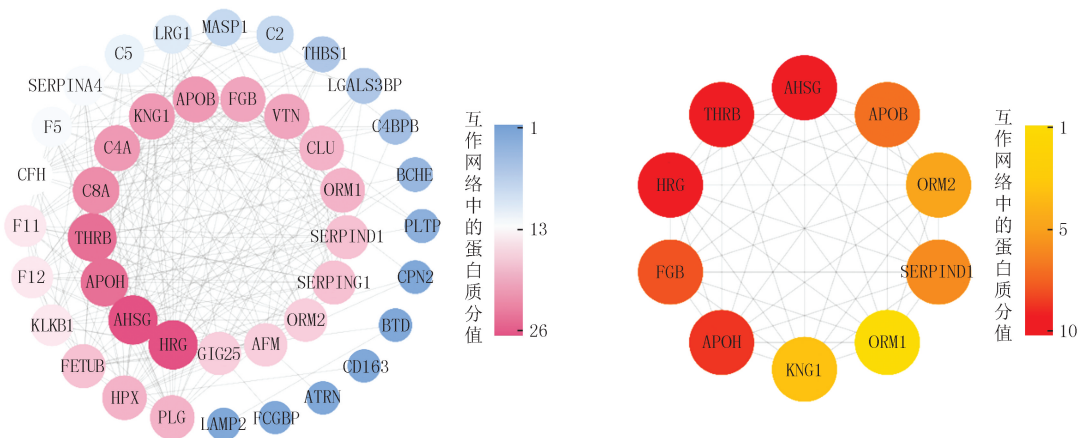 MASP1
LRG1
C2
C5
THBS1
SERPINA4
LGALS3BP
APOB
FGB
KNG1
VTN
F5
C4BPB
C4A
CLU
CFH
BCHE
C8A
ORM1
F11
PLTP
THRB
SERPIND1
F12
CPN2
APOH
SERPING1
KLKB1
AHSG
ORM2
BTD
HRG
GIG25
AFM
FETUB
CD163
HPX
ATRN
PLG
LAMP2
FCGBP
互作网络中的蛋白质分值
1
13
26
AHSG
THRB
APOB
HRG
ORM2
FGB
SERPIND1
APOH
ORM1
KNG1
互作网络中的蛋白质分值
1
5
10